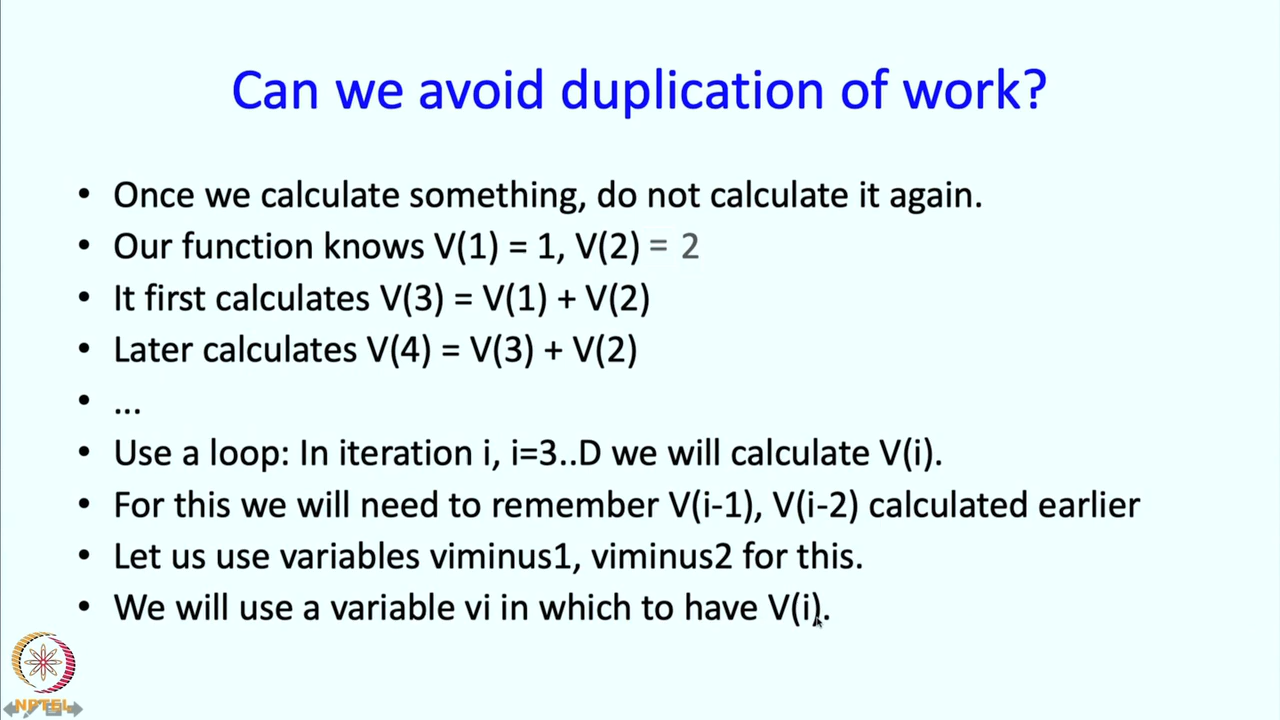 Can we avoid duplication of work?
• Once we calculate something, do not calculate it again.
• Our function knows V(1) = 1, V(2) = 2
• It first calculates V(3) = V(1) + V(2)
• Later calculates V(4) = V(3) + V(2)
• ...
• Use a loop: In iteration i, i=3..D we will calculate V(i).
• For this we will need to remember V(i-1), V(i-2) calculated earlier
• Let us use variables viminus1, viminus2 for this.
• We will use a variable vi in which to have V(i).
NPTEL